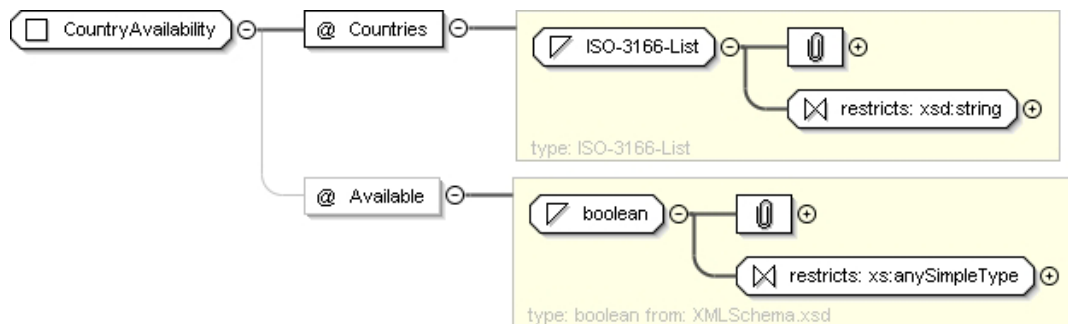 CountryAvailability
@ Countries
ISO-3166-List
restricts: xsd:string
type: ISO-3166-List
@ Available
boolean
restricts: xs:anySimpleType
type: boolean from: XMLSchema.xsd